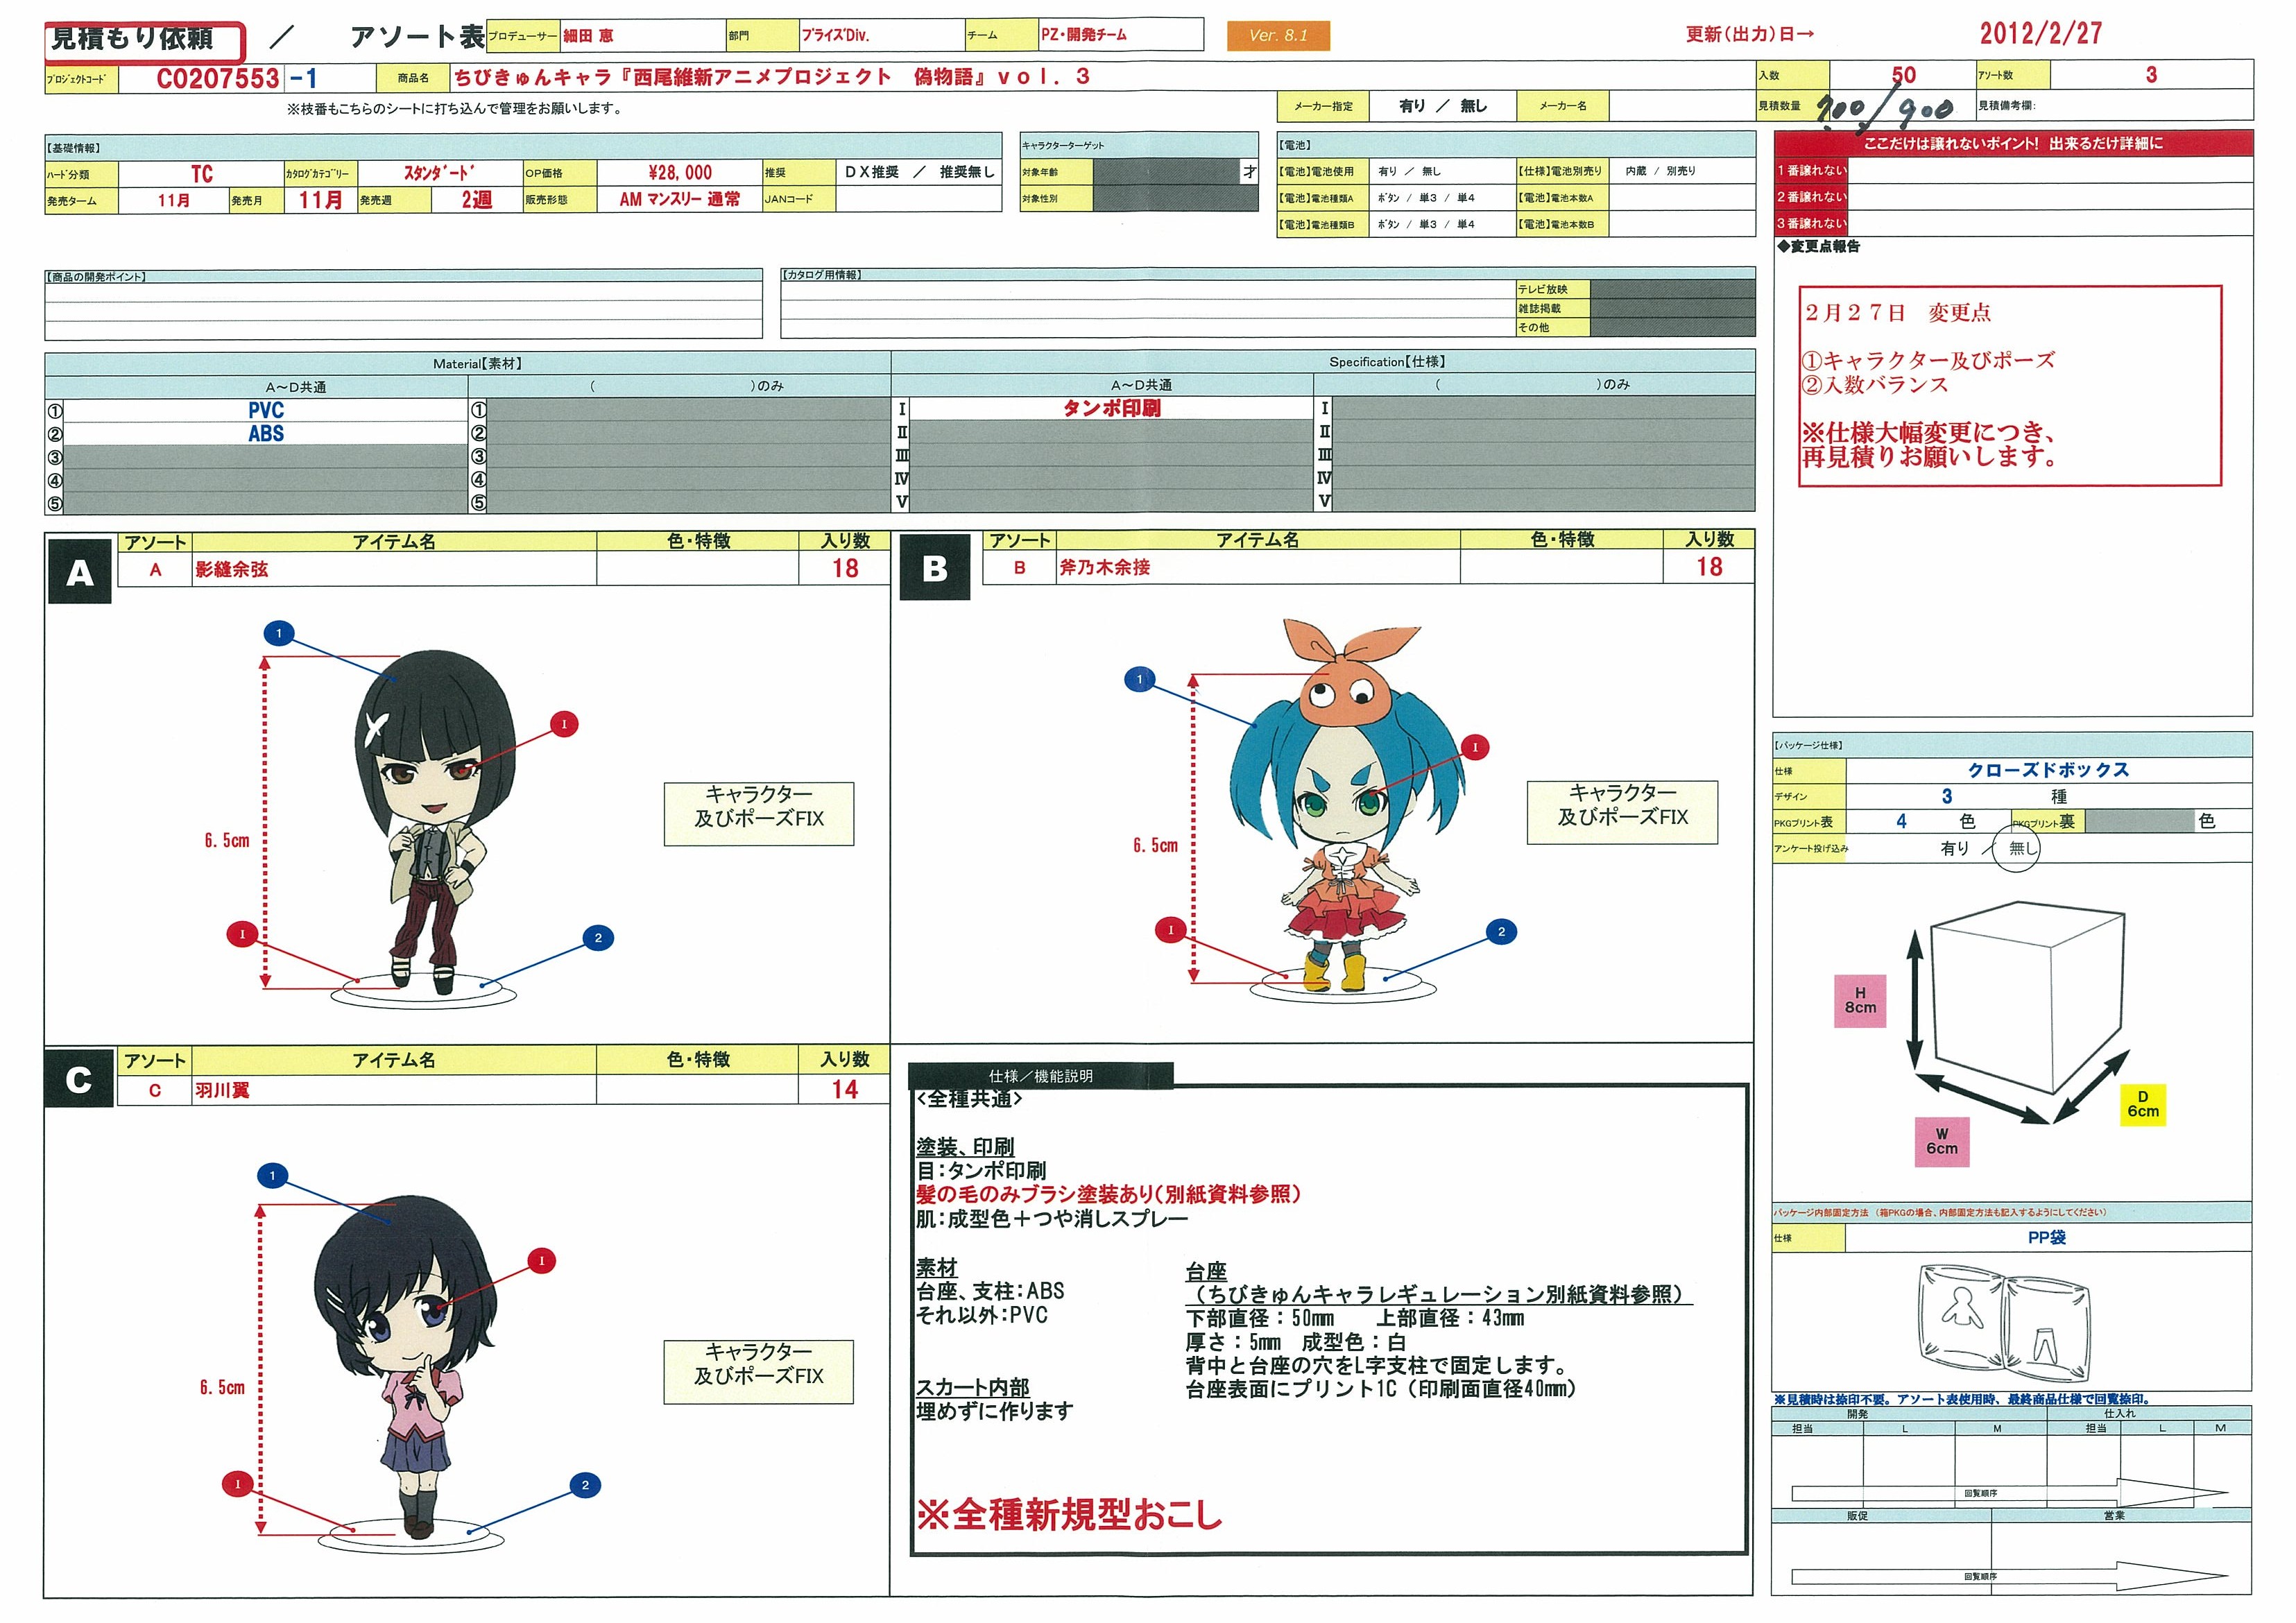 見積もり依頼 ／ アソート表 プロデューサー 細田 恵 部門 プライズDiv. チーム PZ・開発チーム Ver. 8.1 更新(出力)日→ 2012/2/27
プロジェクトコード C0207553 -1 商品名 ちびきゅんキャラ『西尾維新アニメプロジェクト 偽物語』ｖｏｌ．３ 入数 50 アソート数 3
※枝番もこちらのシートに打ち込んで管理をお願いします。 メーカー指定 有り ／ 無し メーカー名 見積数量 700/900 見積備考欄:
【基礎情報】
ハード分類 TC カタログカテゴリー スタンダード OP価格 ¥28,000 推奨 ＤＸ推奨 ／ 推奨無し
発売ターム 11月 発売月 11月 発売週 2週 販売形態 AM マンスリー 通常 JANコード
キャラクターターゲット
対象年齢 才
対象性別
【電池】
【電池】電池使用 有り ／ 無し 【仕様】電池別売り 内蔵 / 別売り
【電池】電池種類A ボタン / 単3 / 単4 【電池】電池本数A
【電池】電池種類B ボタン / 単3 / 単4 【電池】電池本数B
ここだけは譲れないポイント! 出来るだけ詳細に
1番譲れない
2番譲れない
3番譲れない
◆変更点報告
２月２７日 変更点
①キャラクター及びポーズ
②入数バランス
※仕様大幅変更につき、
再見積りお願いします。
【商品の開発ポイント】
【カタログ用情報】
テレビ放映
雑誌掲載
その他
Material【素材】 Specification【仕様】
A～D共通 ( )のみ A～D共通 ( )のみ
① PVC ① Ⅰ タンポ印刷 Ⅰ
② ABS ② Ⅱ Ⅱ
③ ③ Ⅲ Ⅲ
④ ④ Ⅳ Ⅳ
⑤ ⑤ Ⅴ Ⅴ
A アソート アイテム名 色・特徴 入り数
A 影縫余弦 18
1
I
6.5cm
キャラクター
及びポーズFIX
I
2
B アソート アイテム名 色・特徴 入り数
B 斧乃木余接 18
1
I
6.5cm
キャラクター
及びポーズFIX
I
2
C アソート アイテム名 色・特徴 入り数
C 羽川翼 14
1
I
6.5cm
キャラクター
及びポーズFIX
I
2
仕様／機能説明
<全種共通>
塗装、印刷
目:タンポ印刷
髪の毛のみブラシ塗装あり(別紙資料参照)
肌:成型色＋つや消しスプレー
素材
台座、支柱:ABS
それ以外:PVC
スカート内部
埋めずに作ります
台座
（ちびきゅんキャラレギュレーション別紙資料参照）
下部直径：50mm 上部直径：43mm
厚さ：5mm 成型色：白
背中と台座の穴をL字支柱で固定します。
台座表面にプリント1C（印刷面直径40mm）
※全種新規型おこし
【パッケージ仕様】
仕様 クローズドボックス
デザイン 3 種
PKGプリント表 4 色 PKGプリント裏 色
アンケート投げ込み 有り ／ 無し
H
8cm
W
6cm
D
6cm
パッケージ内部固定方法 （箱PKGの場合、内部固定方法も記入するようにしてください）
仕様 PP袋
※見積時は捺印不要。アソート表使用時、最終商品仕様で回覧捺印。
開発 仕入れ
担当 L M 担当 L M
回覧順序
販促 営業
回覧順序